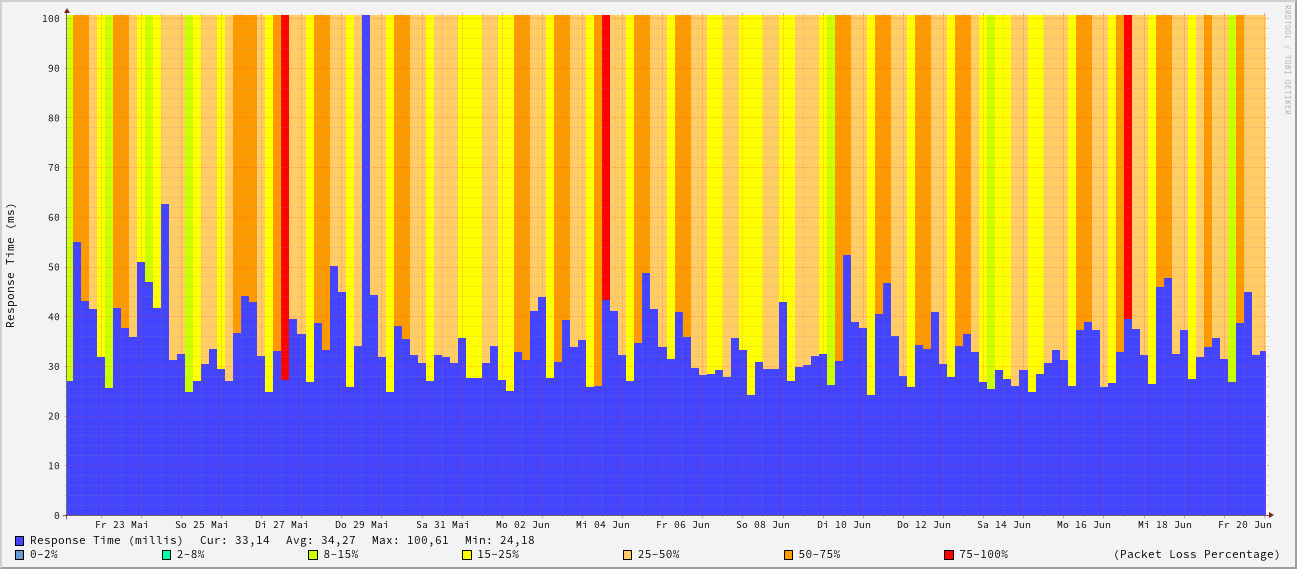 RRDTOOL / TOBI OETIKER
Response Time (ms)
100
90
80
70
60
50
40
30
20
10
0
Fr 23 Mai So 25 Mai Di 27 Mai Do 29 Mai Sa 31 Mai Mo 02 Jun Mi 04 Jun Fr 06 Jun So 08 Jun Di 10 Jun Do 12 Jun Sa 14 Jun Mo 16 Jun Mi 18 Jun Fr 20 Jun
Response Time (millis) Cur: 33,14 Avg: 34,27 Max: 100,61 Min: 24,18
0-2% 2-8% 8-15% 15-25% 25-50% 50-75% 75-100% (Packet Loss Percentage)